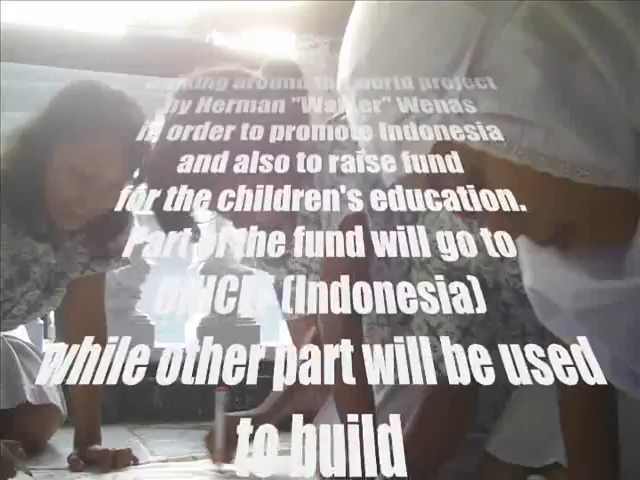 walking around the world project
by Herman "Walker" Wenas
in order to promote Indonesia
and also to raise fund
for the children's education.
Part of the fund will go to
UNICEF (Indonesia)
while other part will be used
to build